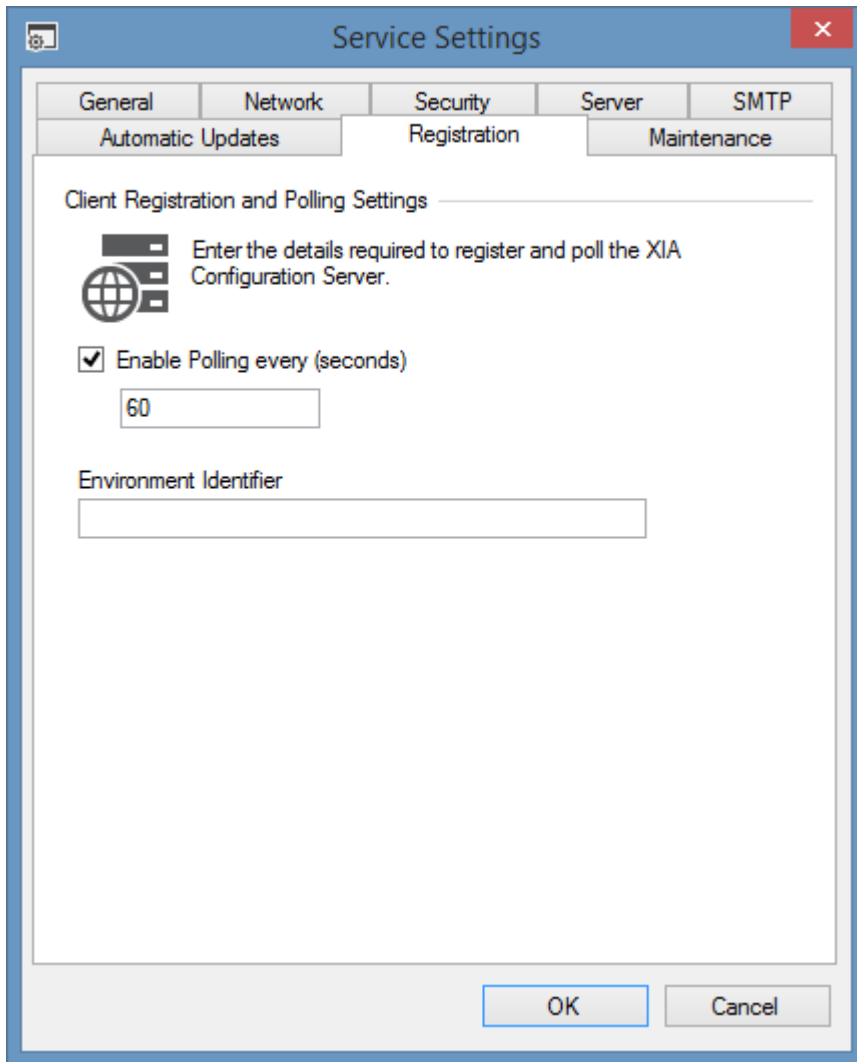 Service Settings
General Network Security Server SMTP
Automatic Updates Registration Maintenance
Client Registration and Polling Settings
Enter the details required to register and poll the XIA
Configuration Server.
Enable Polling every (seconds)
60
Environment Identifier
OK Cancel